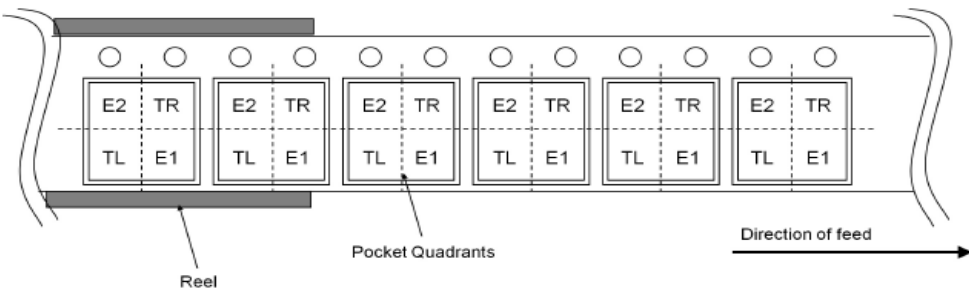 E2 TR E2 TR E2 TR E2 TR E2 TR E2 TR
TL E1 TL E1 TL E1 TL E1 TL E1 TL E1
Direction of feed
Pocket Quadrants
Reel